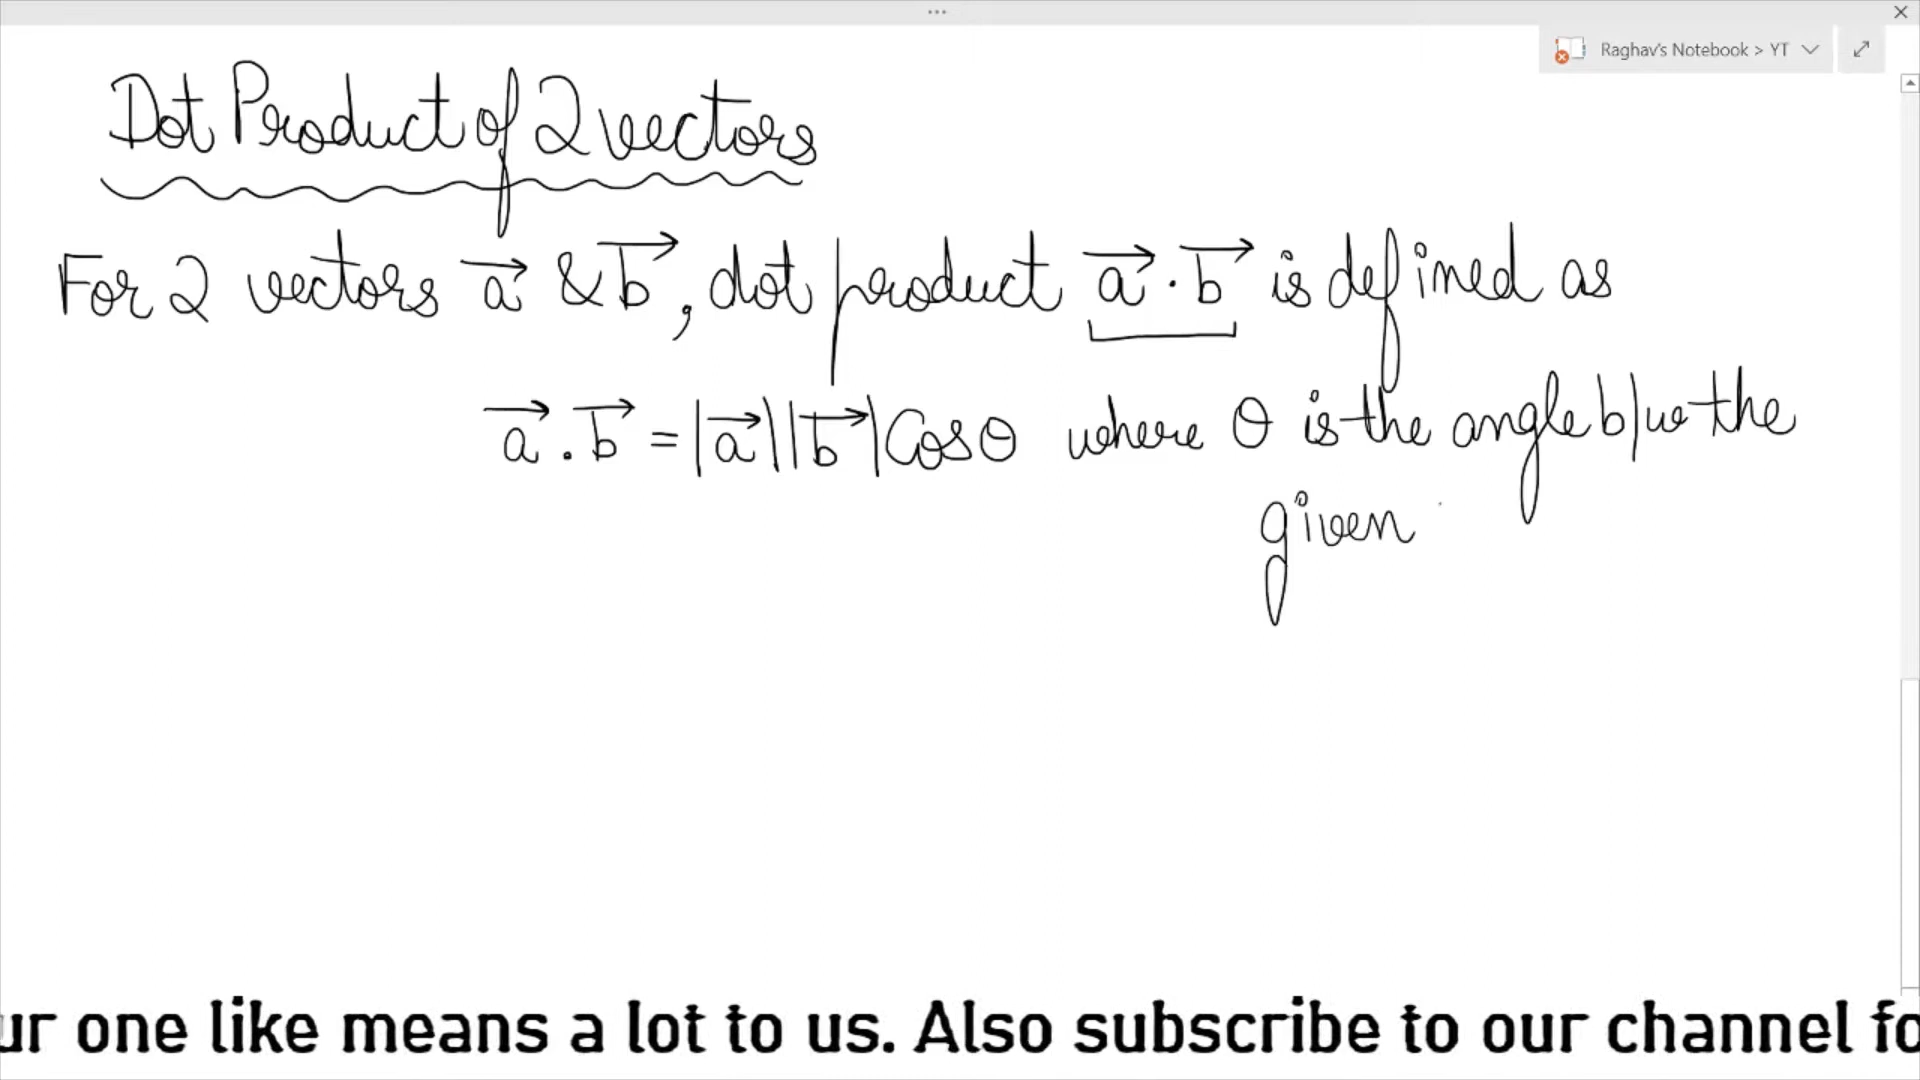 Raghav's Notebook > YT
Dot Product of 2 vectors
For 2 vectors a⃗ & b⃗, dot product a⃗ · b⃗ is defined as
a⃗ . b⃗ = |a⃗||b⃗| Cosθ where θ is the angle b/w the
given
ur one like means a lot to us. Also subscribe to our channel fo